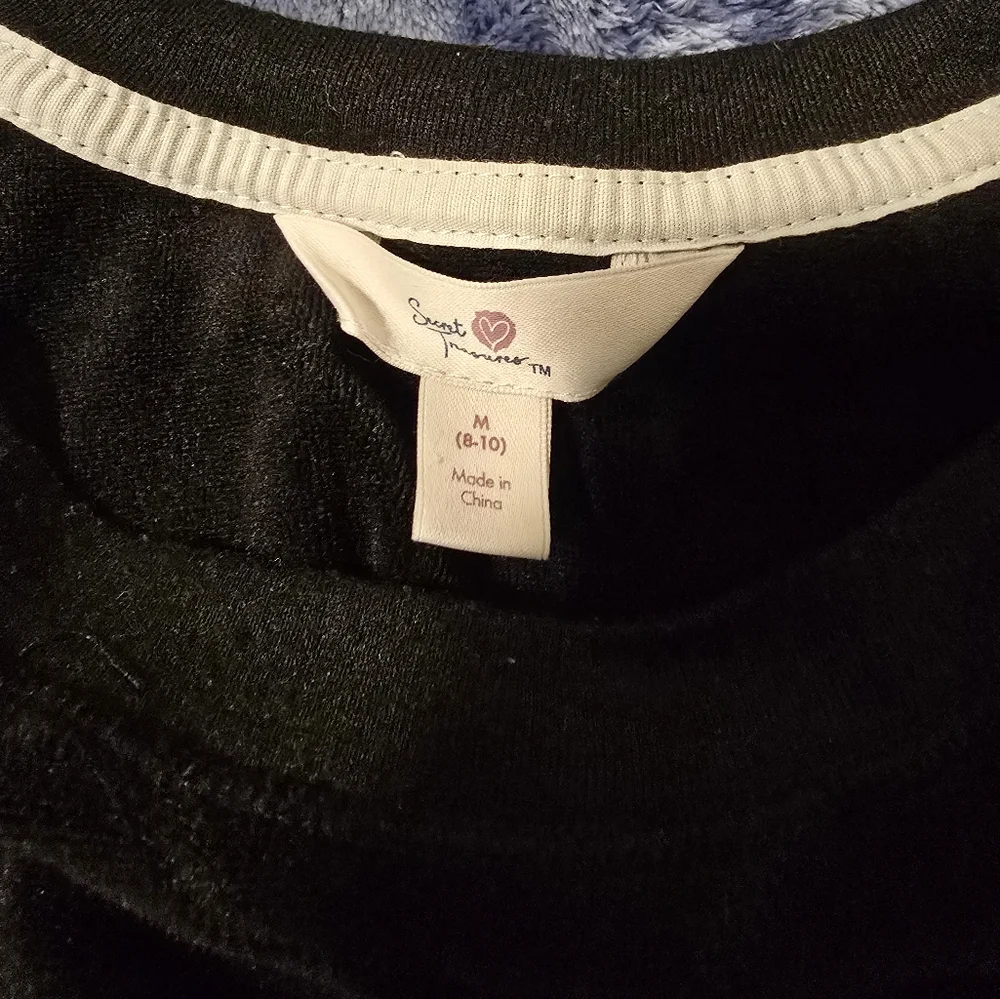 Secret
Treasures TM
M
(8-10)
Made in
China